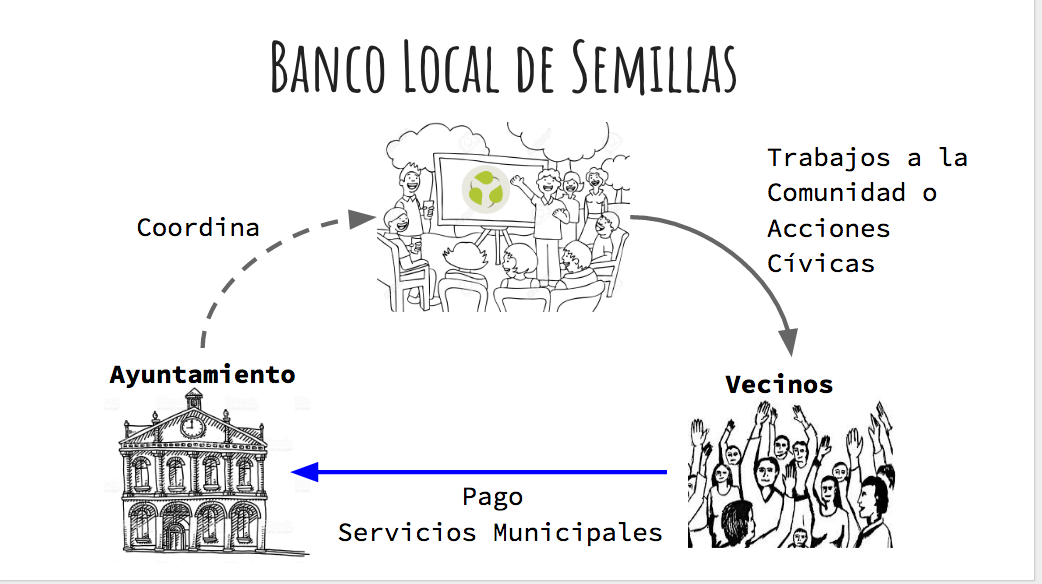 Banco Local de Semillas
Coordina
Trabajos a la
Comunidad o
Acciones
Cívicas
Ayuntamiento
Vecinos
Pago
Servicios Municipales